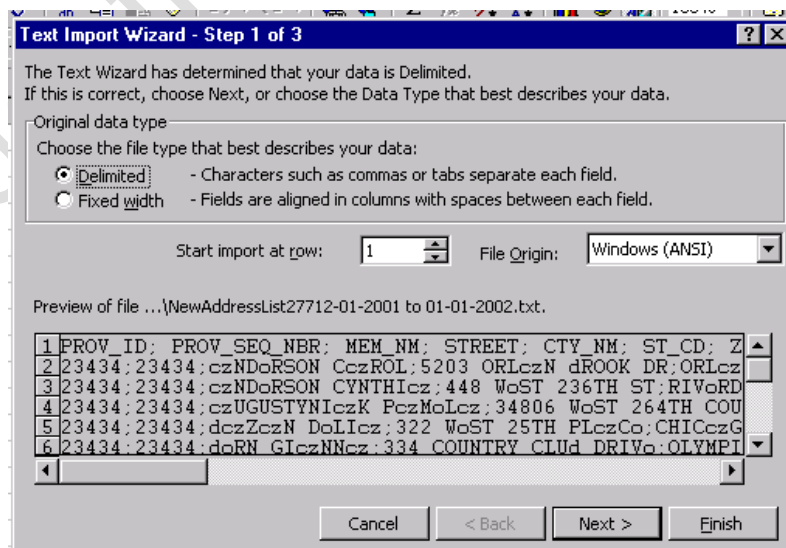 Text Import Wizard - Step 1 of 3
The Text Wizard has determined that your data is Delimited.
If this is correct, choose Next, or choose the Data Type that best describes your data.
Original data type
Choose the file type that best describes your data:
Delimited - Characters such as commas or tabs separate each field.
Fixed width - Fields are aligned in columns with spaces between each field.
Start import at row: 1 File Origin: Windows (ANSI)
Preview of file ...\NewAddressList27712-01-2001 to 01-01-2002.txt.
1 PROV_ID; PROV_SEQ_NBR; MEM_NM; STREET; CTY_NM; ST_CD; Z
2 23434;23434;czNDoRSON CczROL;5203 ORLczN dROOK DR;ORLcz
3 23434;23434;czNDoRSON CYNTHIcz;448 WoST 236TH ST;RIVoRD
4 23434;23434;czUGUSTYNIczK PczMoLcz;34806 WoST 264TH COU
5 23434;23434;dczZczN DoLIcz;322 WoST 25TH PLczCo;CHICczG
6 23434;23434;doRN GIczNNcz;334 COUNTRY CLUd DRIVo;OLYMPI
Cancel < Back Next > Finish